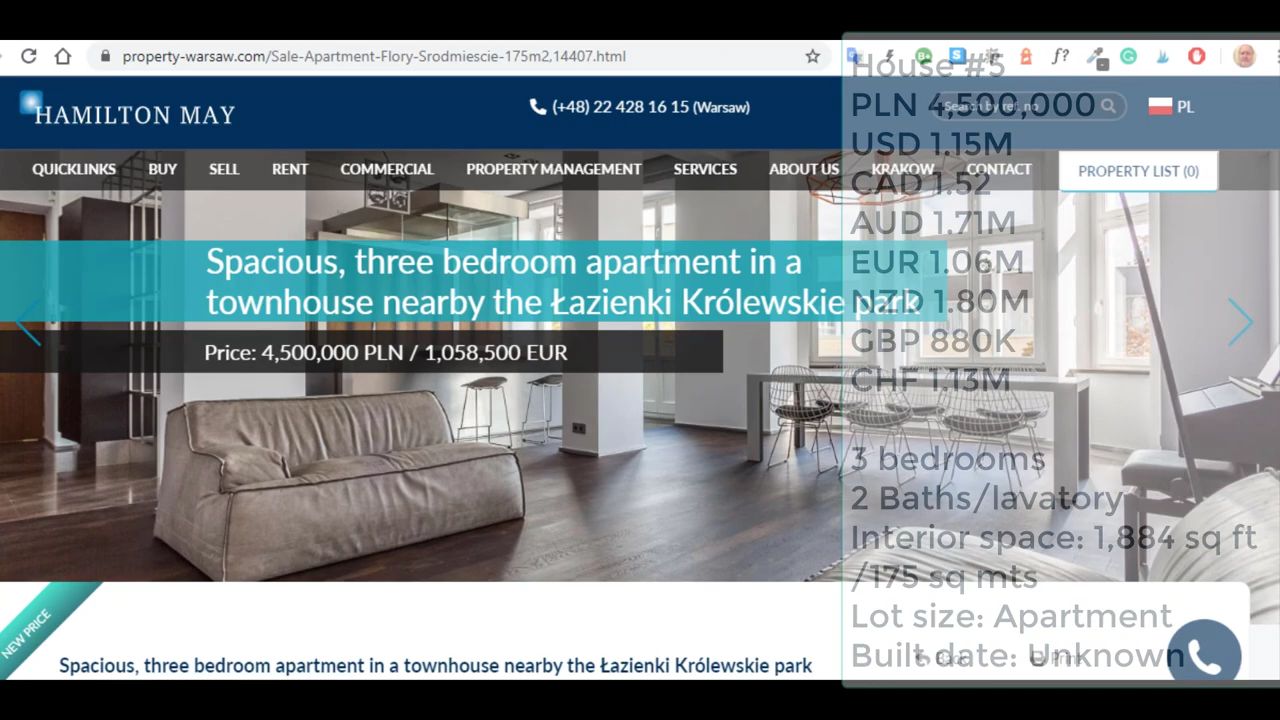 property-warsaw.com/Sale-Apartment-Flory-Srodmiescie-175m2,14407.html
HAMILTON MAY
(+48) 22 428 16 15 (Warsaw)
Search by ref. no
PL
QUICKLINKS BUY SELL RENT COMMERCIAL PROPERTY MANAGEMENT SERVICES ABOUT US KRAKOW CONTACT PROPERTY LIST (0)
Spacious, three bedroom apartment in a
townhouse nearby the Łazienki Królewskie park
Price: 4,500,000 PLN / 1,058,500 EUR
NEW PRICE
Spacious, three bedroom apartment in a townhouse nearby the Łazienki Królewskie park
House #5
PLN 4,500,000
USD 1.15M
CAD 1.52
AUD 1.71M
EUR 1.06M
NZD 1.80M
GBP 880K
CHF 1.13M
3 bedrooms
2 Baths/lavatory
Interior space: 1,884 sq ft
/175 sq mts
Lot size: Apartment
Built date: Unknown